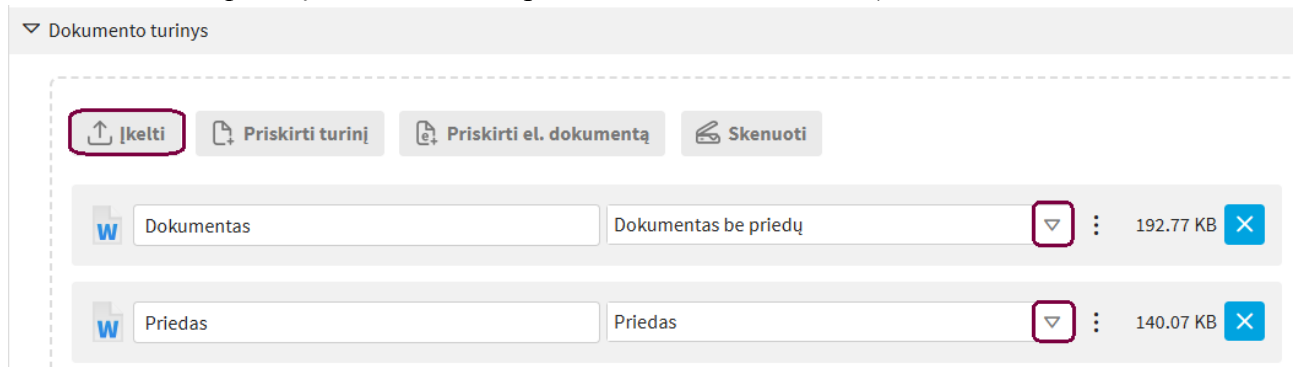 Dokumento turinys
Įkelti Priskirti turinį Priskirti el. dokumentą Skenuoti
Dokumentas Dokumentas be priedų 192.77 KB
Priedas Priedas 140.07 KB